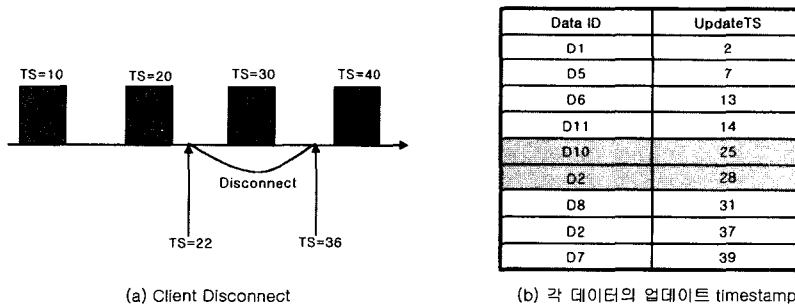 TS=10 TS=20 TS=30 TS=40
Disconnect
TS=22 TS=36
(a) Client Disconnect
Data ID UpdateTS
D1 2
D5 7
D6 13
D11 14
D10 25
D2 28
D8 31
D2 37
D7 39
(b) 각 데이터의 업데이트 timestamp